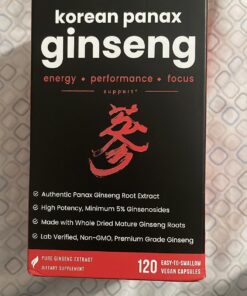 korean panax
ginseng
energy • performance • focus
support*
蔘
✓ Authentic Panax Ginseng Root Extract
✓ High Potency, Minimum 5% Ginsenosides
✓ Made with Whole Dried Mature Ginseng Roots
✓ Lab Verified, Non-GMO, Premium Grade Ginseng
PURE GINSENG EXTRACT
DIETARY SUPPLEMENT
120 EASY-TO-SWALLOW
VEGAN CAPSULES